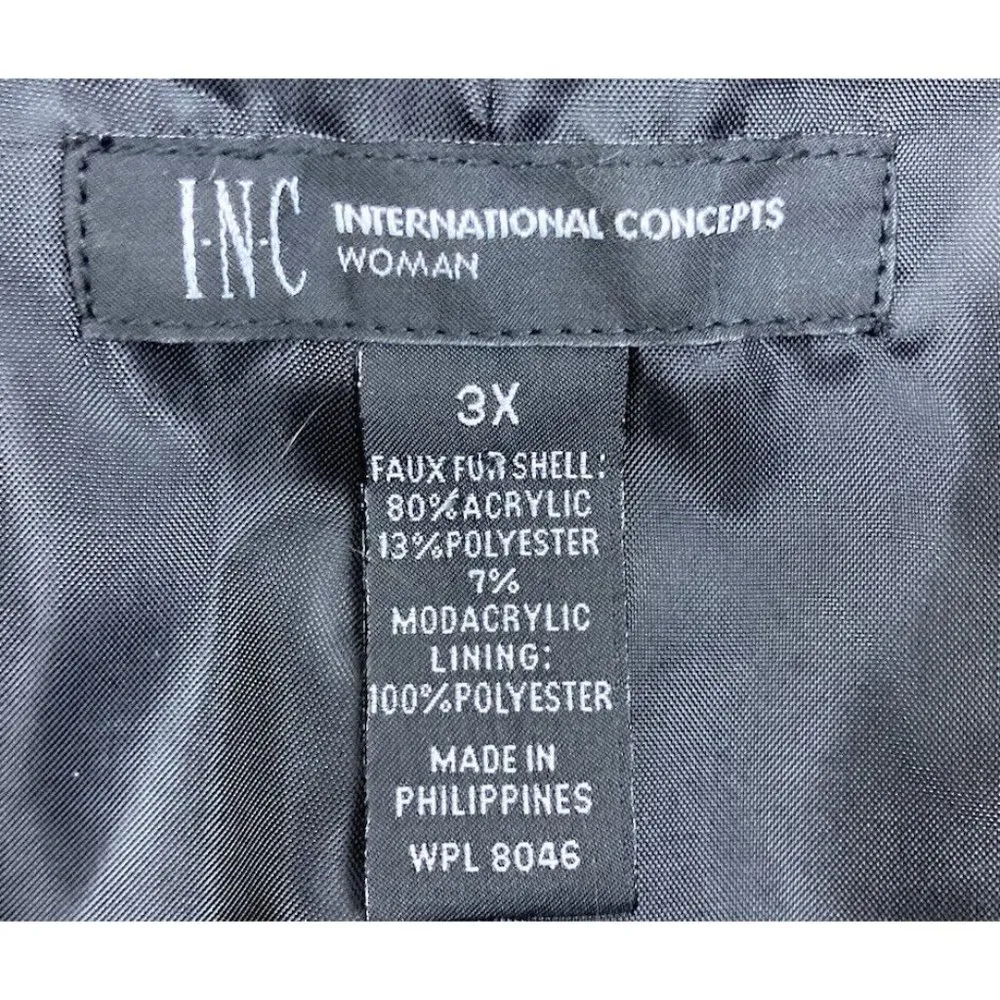 I·N·C INTERNATIONAL CONCEPTS
WOMAN
3X
FAUX FUR SHELL:
80% ACRYLIC
13% POLYESTER
7%
MODACRYLIC
LINING:
100% POLYESTER
MADE IN
PHILIPPINES
WPL 8046